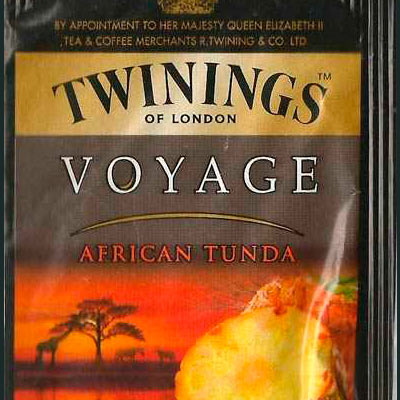 BY APPOINTMENT TO HER MAJESTY QUEEN ELIZABETH II
TEA & COFFEE MERCHANTS R.TWINING & CO. LTD
TWININGS™
OF LONDON
VOYAGE
AFRICAN TUNDA